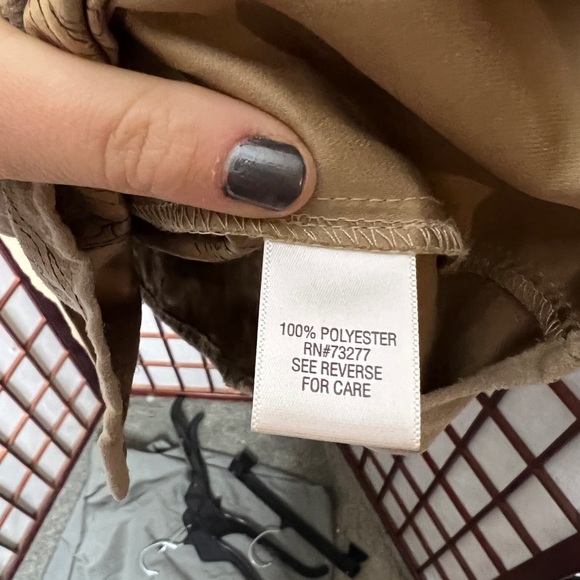 100% POLYESTER
RN#73277
SEE REVERSE
FOR CARE